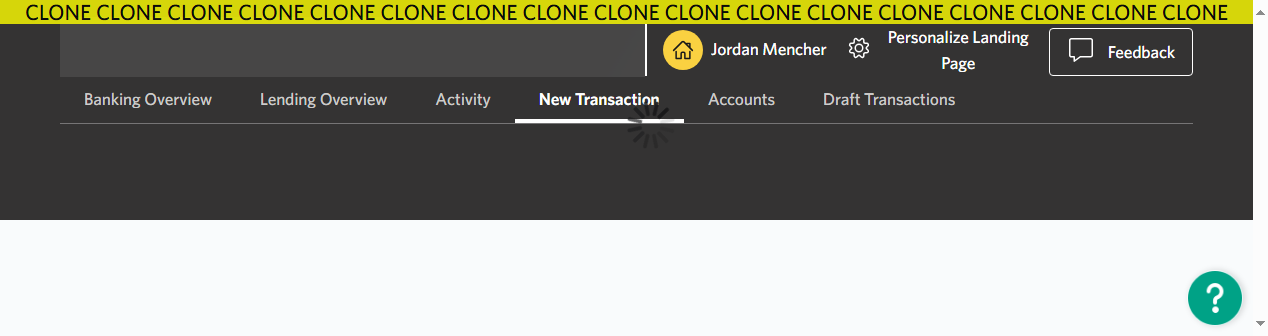 CLONE CLONE CLONE CLONE CLONE CLONE CLONE CLONE CLONE CLONE CLONE CLONE CLONE CLONE CLONE CLONE CLONE
Jordan Mencher
Personalize Landing
Page
Feedback
Banking Overview
Lending Overview
Activity
New Transaction
Accounts
Draft Transactions
?